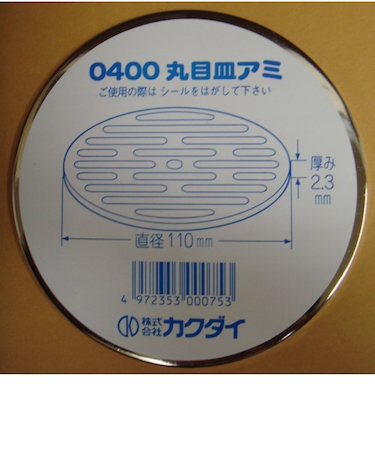 0400 丸目皿アミ
ご使用の際は シールをはがして下さい
厚み
2.3
mm
直径110mm
4 972353 000753
株式会社 カクダイ